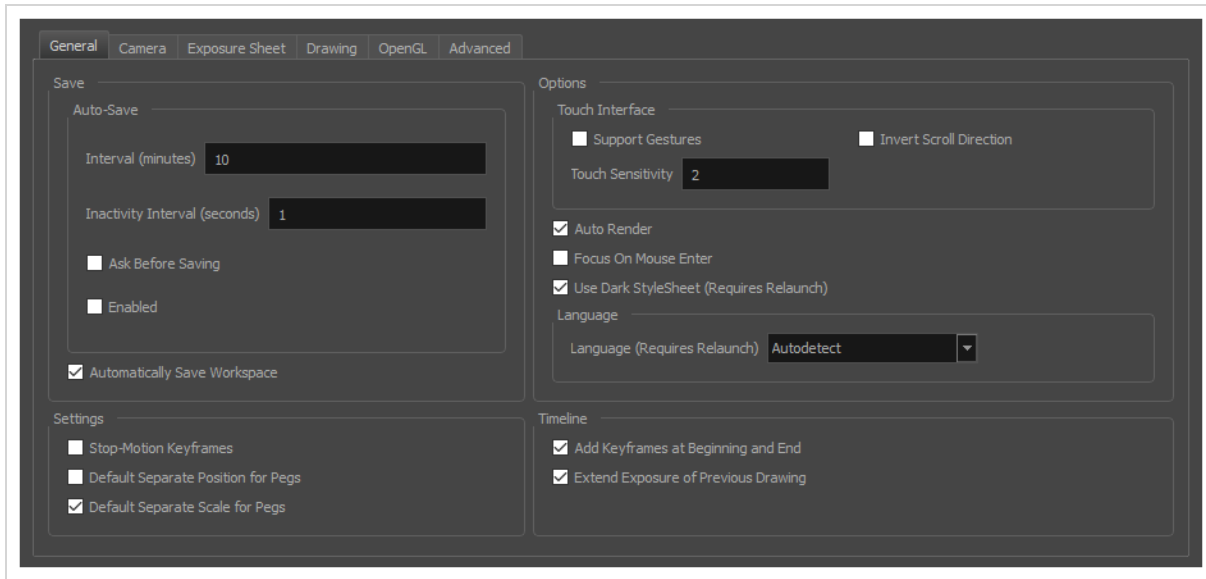 General Camera Exposure Sheet Drawing OpenGL Advanced
Save
Auto-Save
Interval (minutes) 10
Inactivity Interval (seconds) 1
Ask Before Saving
Enabled
Automatically Save Workspace
Options
Touch Interface
Support Gestures Invert Scroll Direction
Touch Sensitivity 2
Auto Render
Focus On Mouse Enter
Use Dark StyleSheet (Requires Relaunch)
Language
Language (Requires Relaunch) Autodetect
Settings
Stop-Motion Keyframes
Default Separate Position for Pegs
Default Separate Scale for Pegs
Timeline
Add Keyframes at Beginning and End
Extend Exposure of Previous Drawing